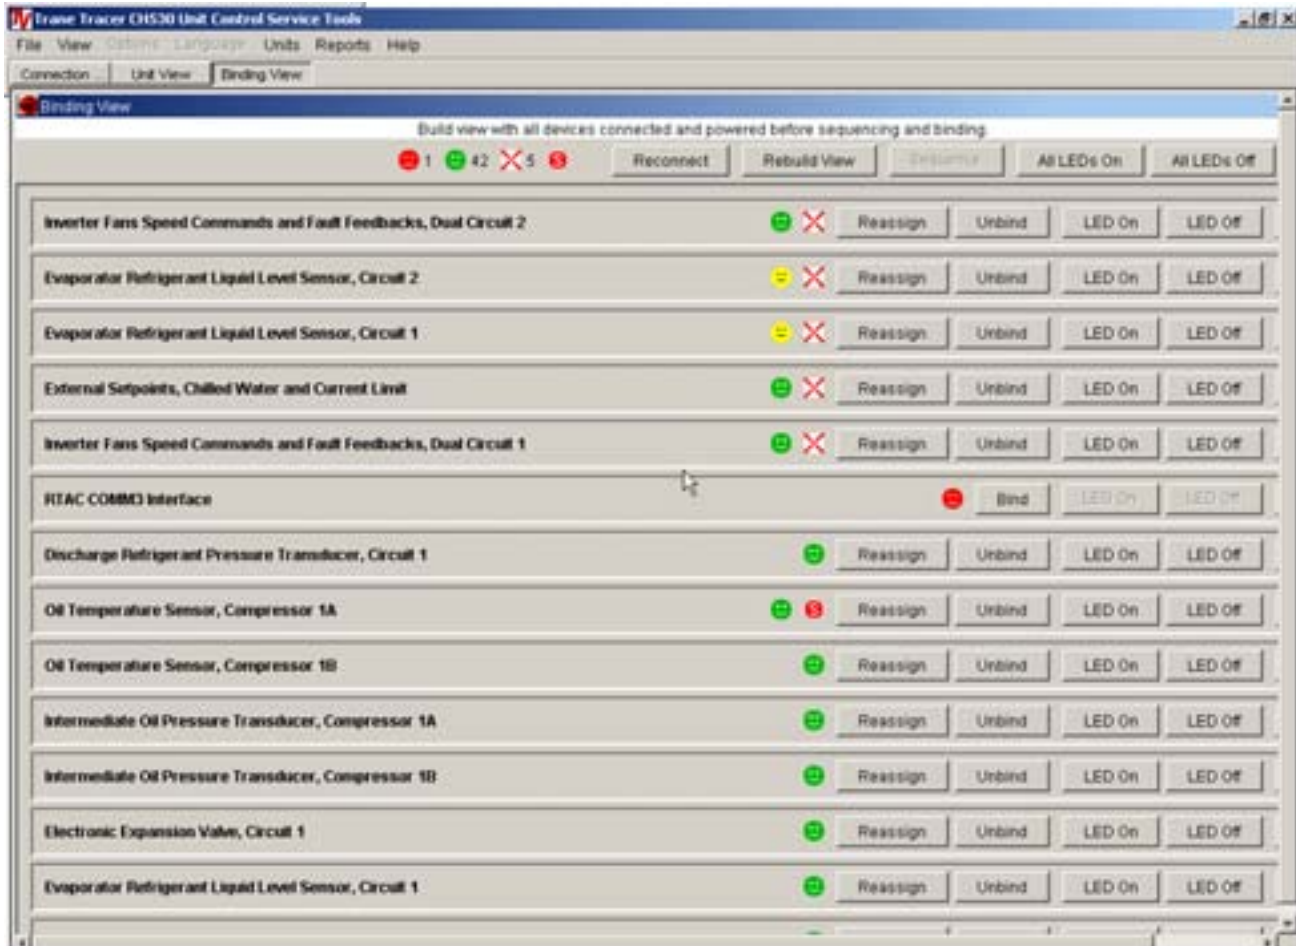 Trane Tracer CH530 Unit Control Service Tools
File View Options Language Units Reports Help
Connection Unit View Binding View
Binding View
Build view with all devices connected and powered before sequencing and binding.
1 42 5 S Reconnect Rebuild View All LEDs On All LEDs Off
Inverter Fans Speed Commands and Fault Feedbacks, Dual Circuit 2 Reassign Unbind LED On LED Off
Evaporator Refrigerant Liquid Level Sensor, Circuit 2 Reassign Unbind LED On LED Off
Evaporator Refrigerant Liquid Level Sensor, Circuit 1 Reassign Unbind LED On LED Off
External Setpoints, Chilled Water and Current Limit Reassign Unbind LED On LED Off
Inverter Fans Speed Commands and Fault Feedbacks, Dual Circuit 1 Reassign Unbind LED On LED Off
RTAC COMM3 Interface Bind LED On LED Off
Discharge Refrigerant Pressure Transducer, Circuit 1 Reassign Unbind LED On LED Off
Oil Temperature Sensor, Compressor 1A S Reassign Unbind LED On LED Off
Oil Temperature Sensor, Compressor 1B Reassign Unbind LED On LED Off
Intermediate Oil Pressure Transducer, Compressor 1A Reassign Unbind LED On LED Off
Intermediate Oil Pressure Transducer, Compressor 1B Reassign Unbind LED On LED Off
Electronic Expansion Valve, Circuit 1 Reassign Unbind LED On LED Off
Evaporator Refrigerant Liquid Level Sensor, Circuit 1 Reassign Unbind LED On LED Off